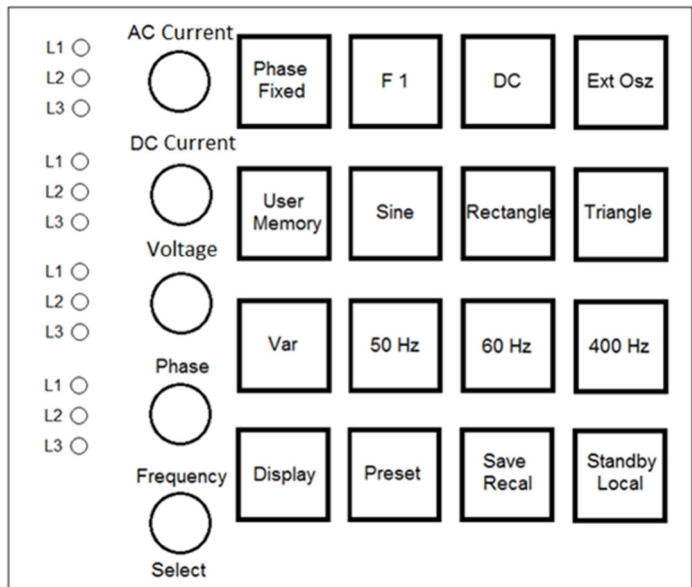 AC Current
L1
L2
L3
Phase
Fixed
F 1
DC
Ext Osz
DC Current
L1
L2
L3
User
Memory
Sine
Rectangle
Triangle
Voltage
L1
L2
L3
Var
50 Hz
60 Hz
400 Hz
Phase
L1
L2
L3
Frequency
Display
Preset
Save
Recal
Standby
Local
Select